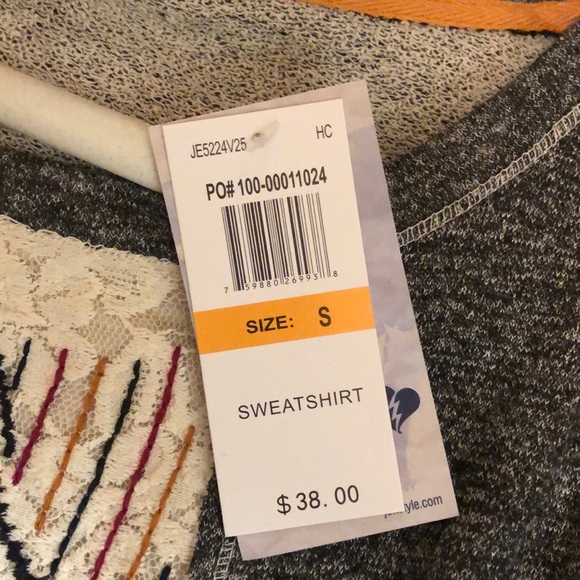 JE5224V25 HC
PO# 100-00011024
7 59880 26993 8
SIZE: S
SWEATSHIRT
$38.00